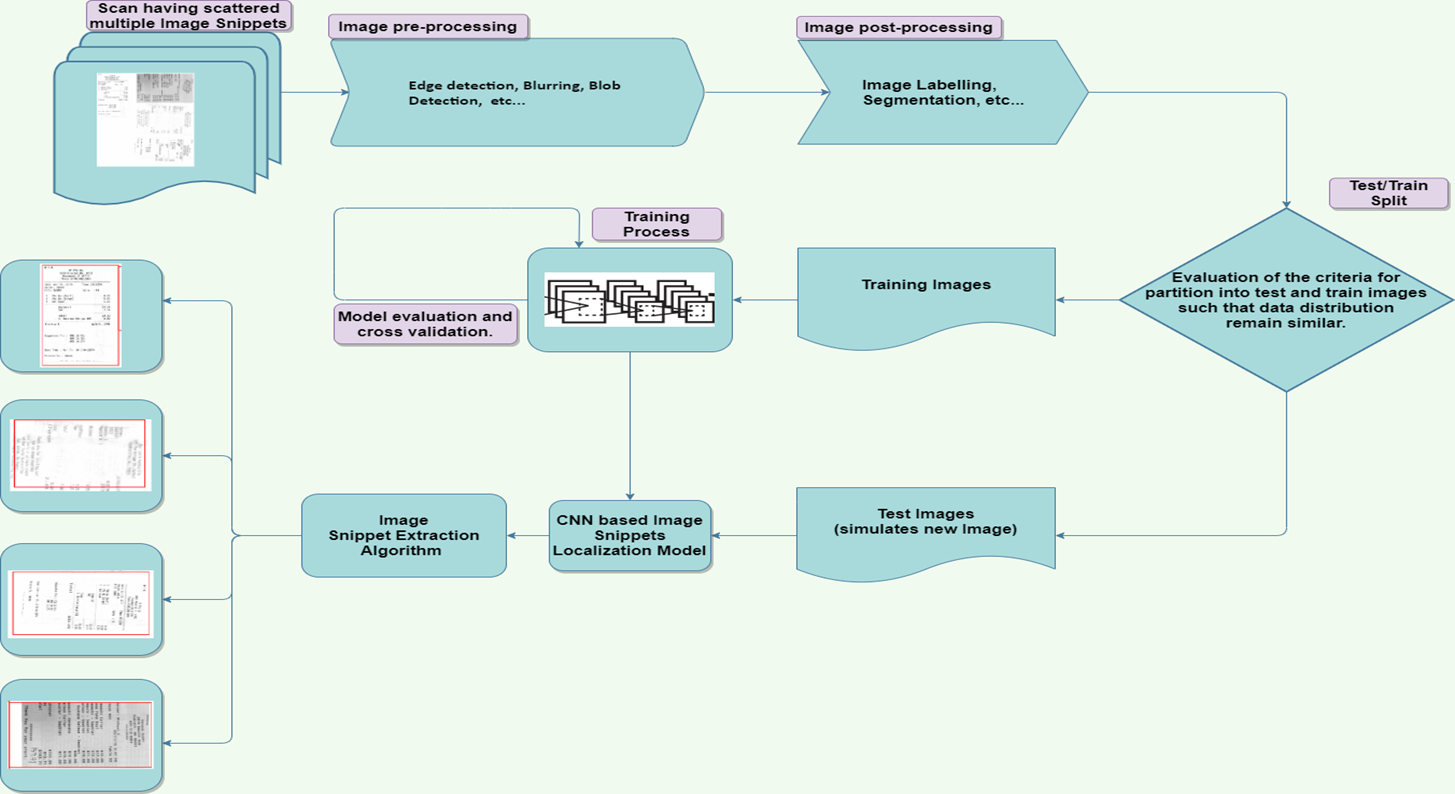 Scan having scattered
multiple Image Snippets
Image pre-processing
Edge detection, Blurring, Blob
Detection, etc...
Image post-processing
Image Labelling,
Segmentation, etc...
Test/Train
Split
Evaluation of the criteria for
partition into test and train images
such that data distribution
remain similar.
Training Images
Training
Process
Model evaluation and
cross validation.
Test Images
(simulates new Image)
CNN based Image
Snippets
Localization Model
Image
Snippet Extraction
Algorithm